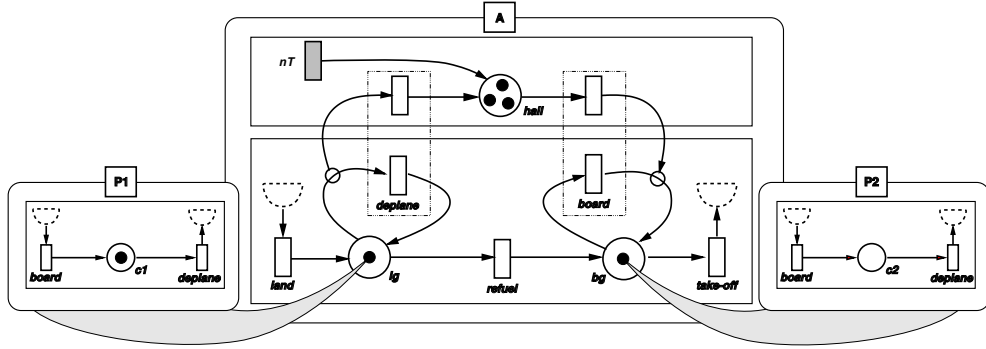 A
nT
hall
P1
deplane
board
P2
board
c1
deplane
land
lg
refuel
bg
take-off
board
c2
deplane